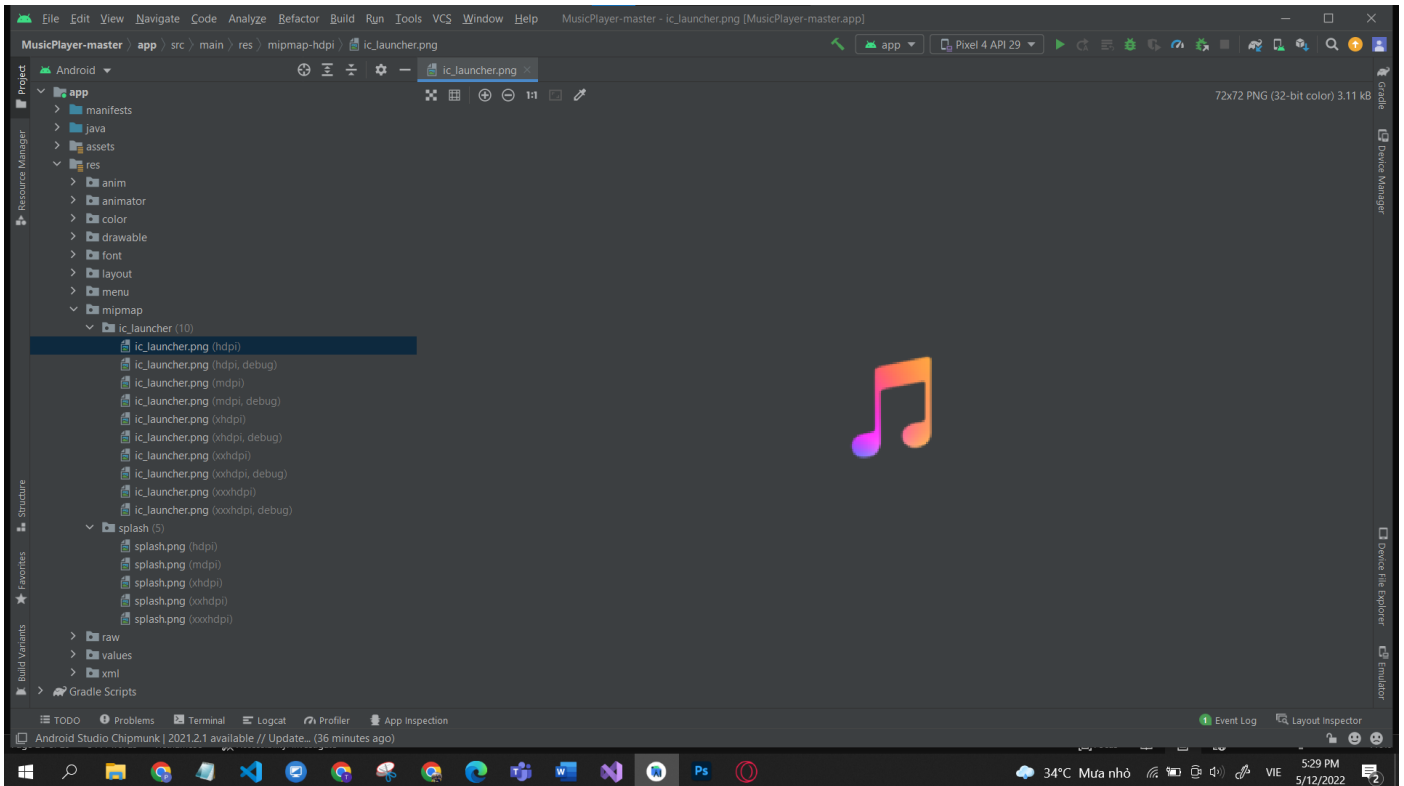 File Edit View Navigate Code Analyze Refactor Build Run Tools VCS Window Help MusicPlayer-master - ic_launcher.png [MusicPlayer-master.app]
MusicPlayer-master app src main res mipmap-hdpi ic_launcher.png app Pixel 4 API 29
Project
Android
ic_launcher.png
app
1:1
72x72 PNG (32-bit color) 3.11 kB
Gradle
manifests
java
Resource Manager
Device Manager
assets
res
anim
animator
color
drawable
font
layout
menu
mipmap
ic_launcher (10)
ic_launcher.png (hdpi)
ic_launcher.png (hdpi, debug)
ic_launcher.png (mdpi)
ic_launcher.png (mdpi, debug)
ic_launcher.png (xhdpi)
ic_launcher.png (xhdpi, debug)
ic_launcher.png (xxhdpi)
ic_launcher.png (xxhdpi, debug)
ic_launcher.png (xxxhdpi)
ic_launcher.png (xxxhdpi, debug)
Structure
splash (5)
splash.png (hdpi)
splash.png (mdpi)
splash.png (xhdpi)
splash.png (xxhdpi)
splash.png (xxxhdpi)
Favorites
Device File Explorer
raw
values
xml
Build Variants
Emulator
Gradle Scripts
TODO Problems Terminal Logcat Profiler App Inspection 1 Event Log Layout Inspector
Android Studio Chipmunk | 2021.2.1 available // Update... (36 minutes ago)
Ps
34°C Mưa nhỏ VIE
5:29 PM
5/12/2022
2